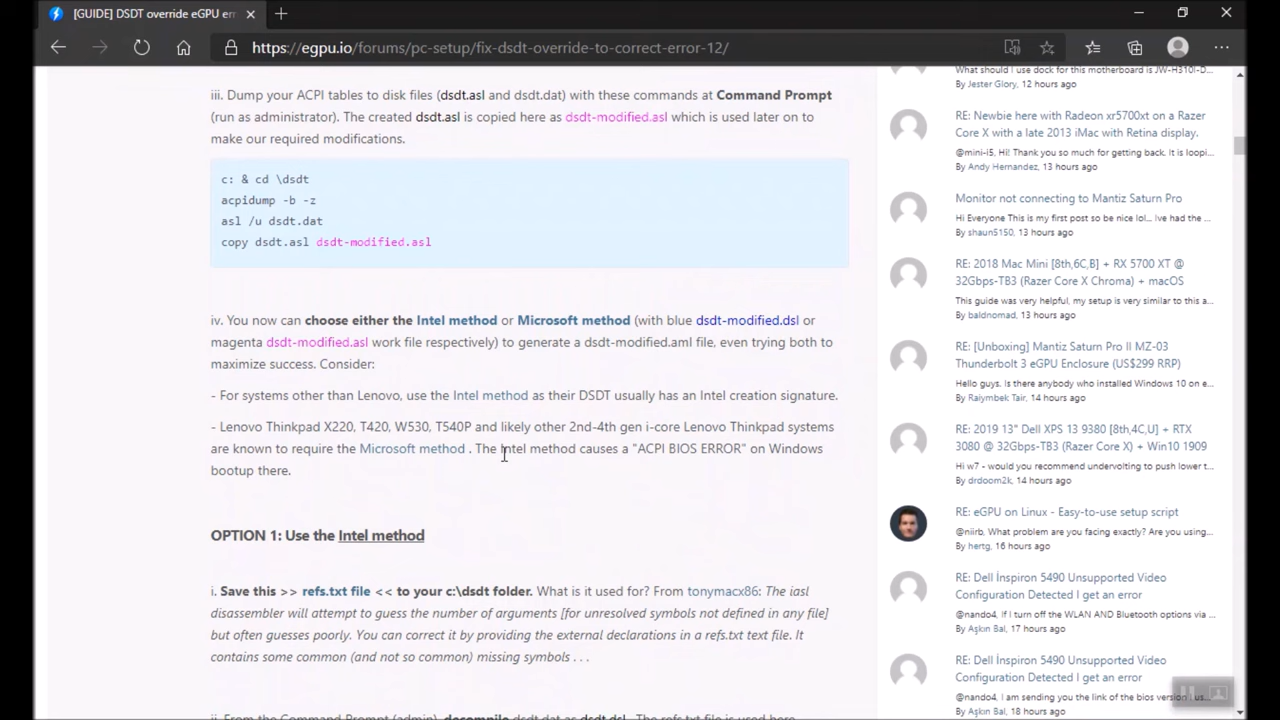 [GUIDE] DSDT override eGPU err
https://egpu.io/forums/pc-setup/fix-dsdt-override-to-correct-error-12/
iii. Dump your ACPI tables to disk files (dsdt.asl and dsdt.dat) with these commands at Command Prompt
(run as administrator). The created dsdt.asl is copied here as dsdt-modified.asl which is used later on to
make our required modifications.
c: & cd \dsdt
acpidump -b -z
asl /u dsdt.dat
copy dsdt.asl dsdt-modified.asl
iv. You now can choose either the Intel method or Microsoft method (with blue dsdt-modified.dsl or
magenta dsdt-modified.asl work file respectively) to generate a dsdt-modified.aml file, even trying both to
maximize success. Consider:
- For systems other than Lenovo, use the Intel method as their DSDT usually has an Intel creation signature.
- Lenovo Thinkpad X220, T420, W530, T540P and likely other 2nd-4th gen i-core Lenovo Thinkpad systems
are known to require the Microsoft method . The Intel method causes a "ACPI BIOS ERROR" on Windows
bootup there.
OPTION 1: Use the Intel method
i. Save this >> refs.txt file << to your c:\dsdt folder. What is it used for? From tonymacx86: The iasl
disassembler will attempt to guess the number of arguments [for unresolved symbols not defined in any file]
but often guesses poorly. You can correct it by providing the external declarations in a refs.txt text file. It
contains some common (and not so common) missing symbols . . .
ii. From the Command Prompt (admin), decompile dsdt.dat as dsdt.dsl. The refs.txt file is used here
What should I use dock for this motherboard is JW-H310I-D...
By Jester Glory, 12 hours ago
RE: Newbie here with Radeon xr5700xt on a Razer
Core X with a late 2013 iMac with Retina display.
@mini-i5, Hi! Thank you so much for getting back. It is loopi...
By Andy Hernandez, 13 hours ago
Monitor not connecting to Mantiz Saturn Pro
Hi Everyone This is my first post so be nice lol... Ive had the ...
By shaun5150, 13 hours ago
RE: 2018 Mac Mini [8th,6C,B] + RX 5700 XT @
32Gbps-TB3 (Razer Core X Chroma) + macOS
This guide was very helpful, my setup is very similar to this a...
By baldnomad, 13 hours ago
RE: [Unboxing] Mantiz Saturn Pro II MZ-03
Thunderbolt 3 eGPU Enclosure (US$299 RRP)
Hello guys. Is there anybody who installed Windows 10 on e...
By Raiymbek Tair, 14 hours ago
RE: 2019 13" Dell XPS 13 9380 [8th,4C,U] + RTX
3080 @ 32Gbps-TB3 (Razer Core X) + Win10 1909
Hi w7 - would you recommend undervolting to push lower t...
By drdoom2k, 14 hours ago
RE: eGPU on Linux - Easy-to-use setup script
@niirb, What problem are you facing exactly? Are you using...
By hertg, 16 hours ago
RE: Dell İnspiron 5490 Unsupported Video
Configuration Detected I get an error
@nando4, If I turn off the WLAN AND Bluetooth options via ...
By Aşkın Bal, 17 hours ago
RE: Dell İnspiron 5490 Unsupported Video
Configuration Detected I get an error
@nando4, I am sending you the link of the bios version I us...
By Aşkın Bal, 18 hours ago